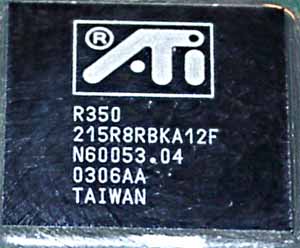 ® ATi
R350
215R8RBKA12F
N60053.04
0306AA
TAIWAN